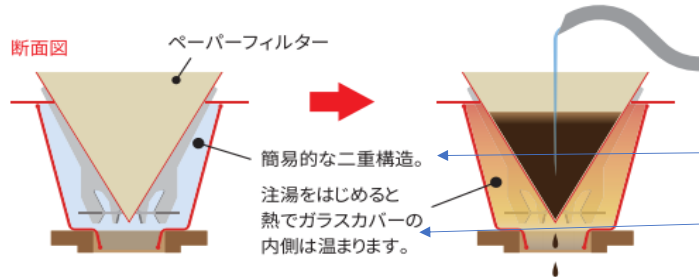 断面図
ペーパーフィルター
簡易的な二重構造。
注湯をはじめると
熱でガラスカバーの
内側は温まります。